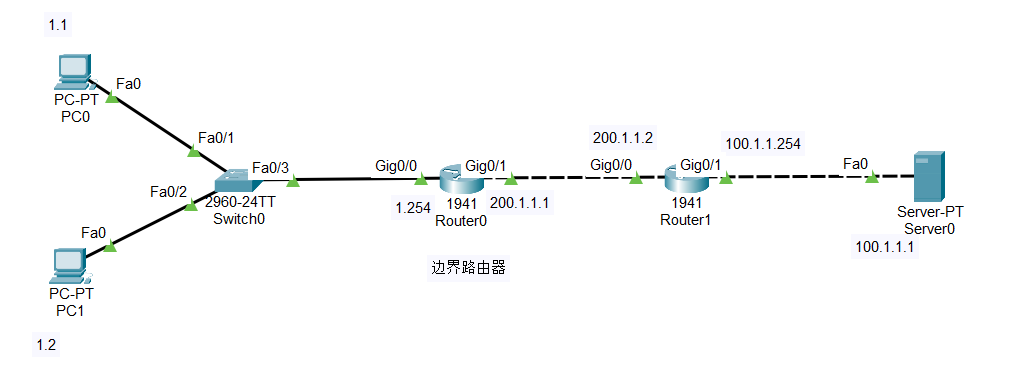 1.1
Fa0
PC-PT
PC0
Fa0/1
Fa0/3
2960-24TT
Switch0
Fa0/2
Fa0
PC-PT
PC1
1.2
Gig0/0
Gig0/1
1.254
1941
Router0
200.1.1.1
边界路由器
200.1.1.2
Gig0/0
Gig0/1
1941
Router1
100.1.1.254
Fa0
Server-PT
Server0
100.1.1.1